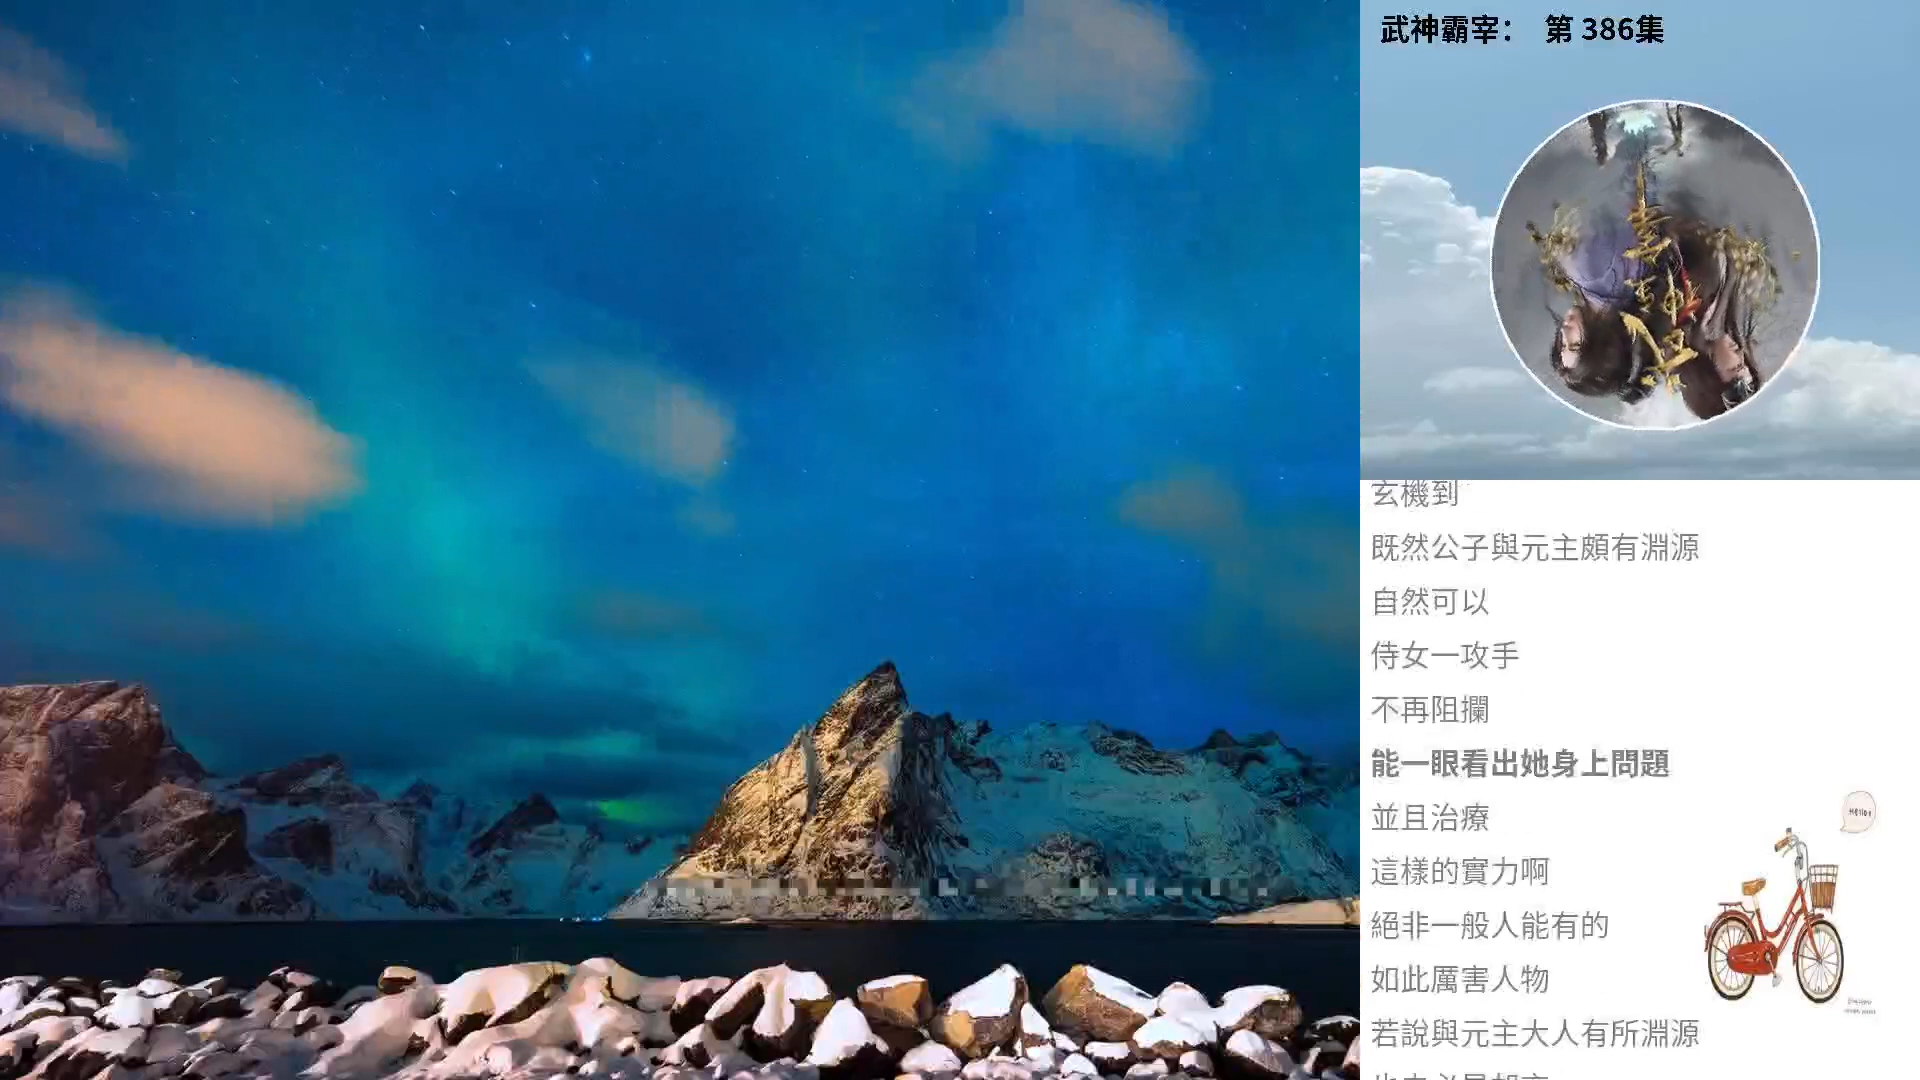 武神霸宰： 第 386集
玄機到
既然公子與元主頗有淵源
自然可以
侍女一攻手
不再阻攔
能一眼看出她身上問題
並且治療
這樣的實力啊
絕非一般人能有的
如此厲害人物
若說與元主大人有所淵源
Hello!